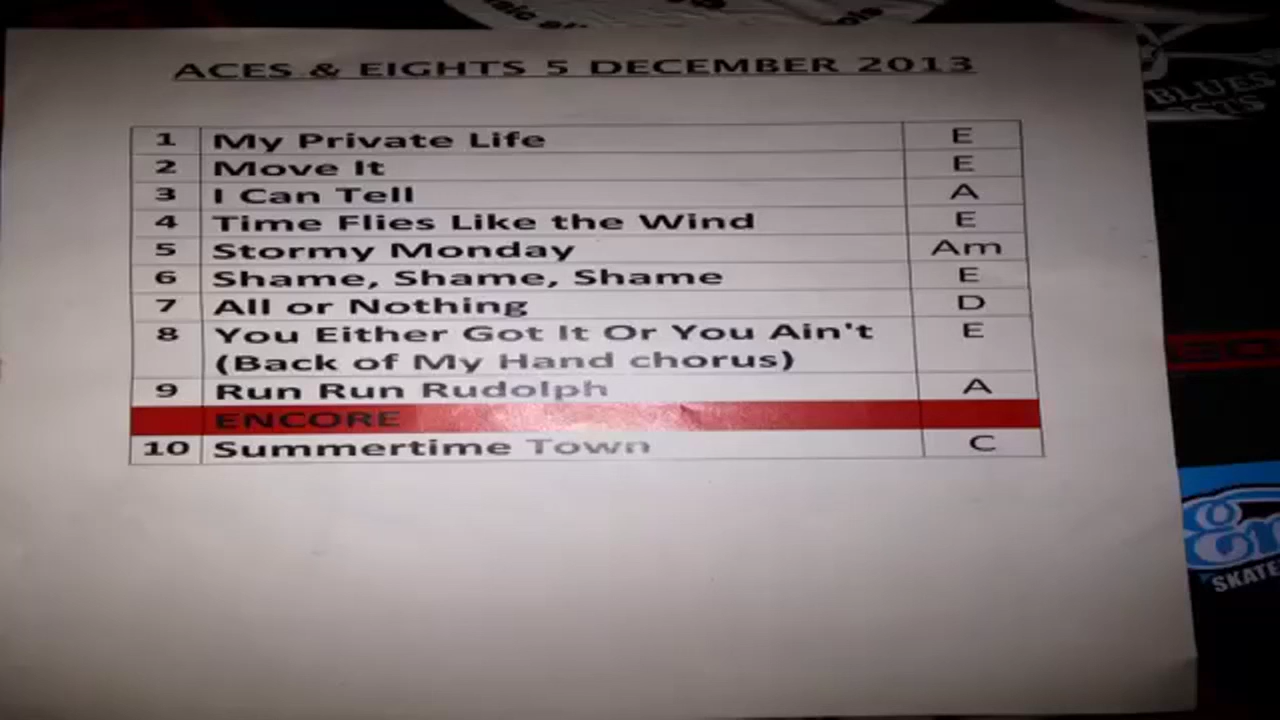 ACES & EIGHTS 5 DECEMBER 2013
1 My Private Life E
2 Move It E
3 I Can Tell A
4 Time Flies Like the Wind E
5 Stormy Monday Am
6 Shame, Shame, Shame E
7 All or Nothing D
8 You Either Got It Or You Ain't E
(Back of My Hand chorus)
9 Run Run Rudolph A
ENCORE
10 Summertime Town C
BLUES
SKATE